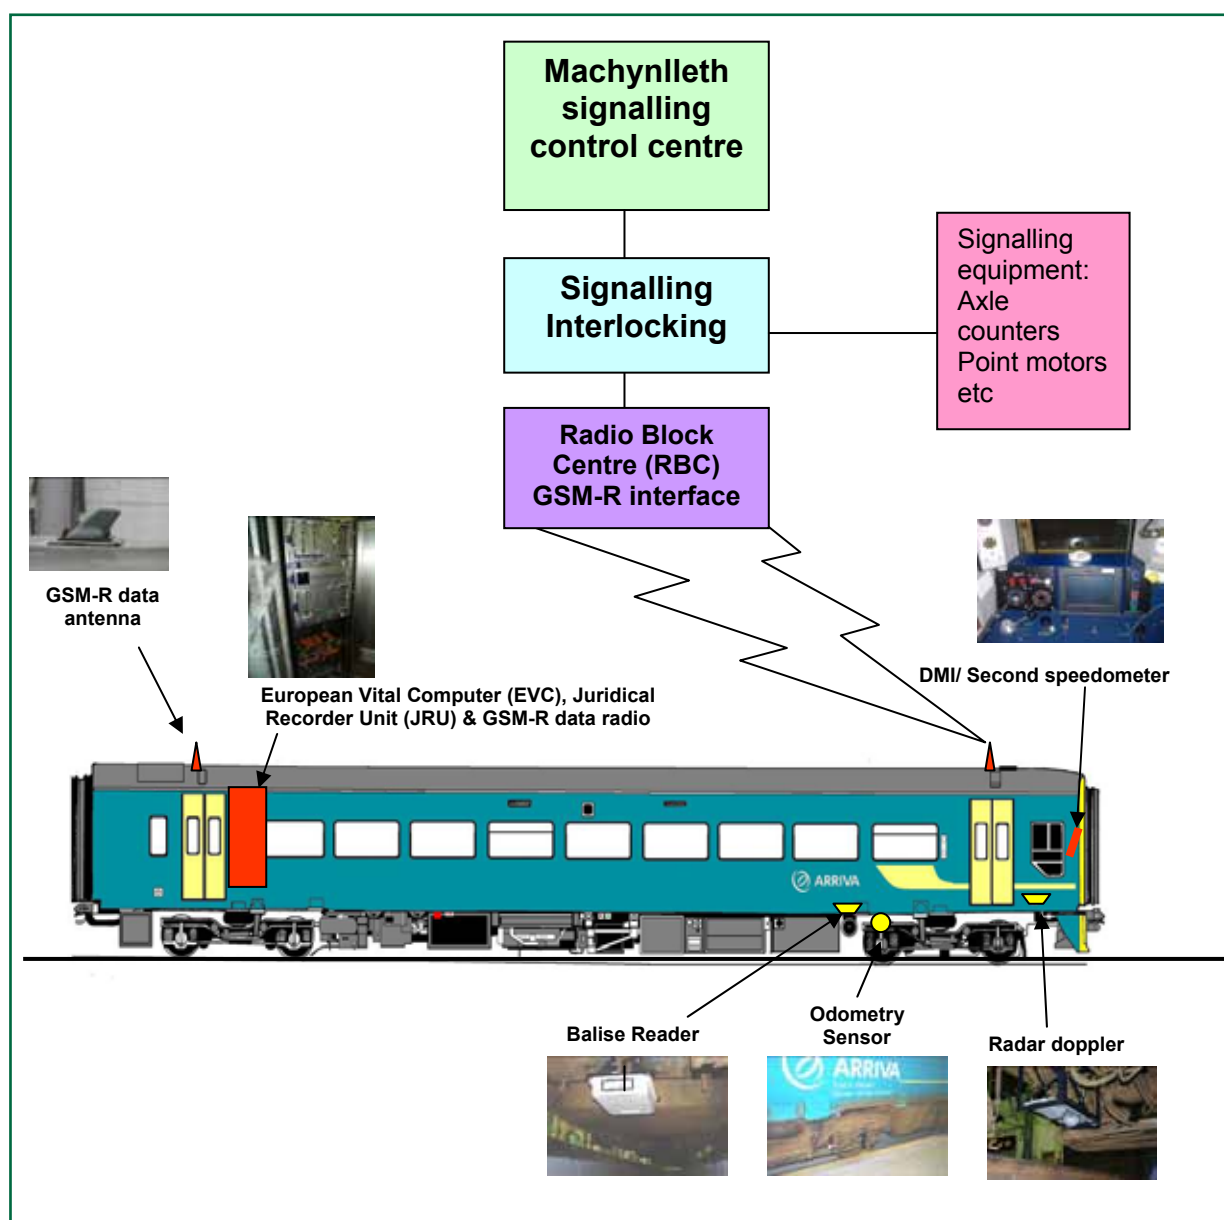 Machynlleth
signalling
control centre
Signalling
Interlocking
Signalling
equipment:
Axle
counters
Point motors
etc
Radio Block
Centre (RBC)
GSM-R interface
GSM-R data
antenna
European Vital Computer (EVC), Juridical
Recorder Unit (JRU) & GSM-R data radio
DMI/ Second speedometer
ARRIVA
Balise Reader
Odometry
Sensor
Radar doppler
ARRIVA